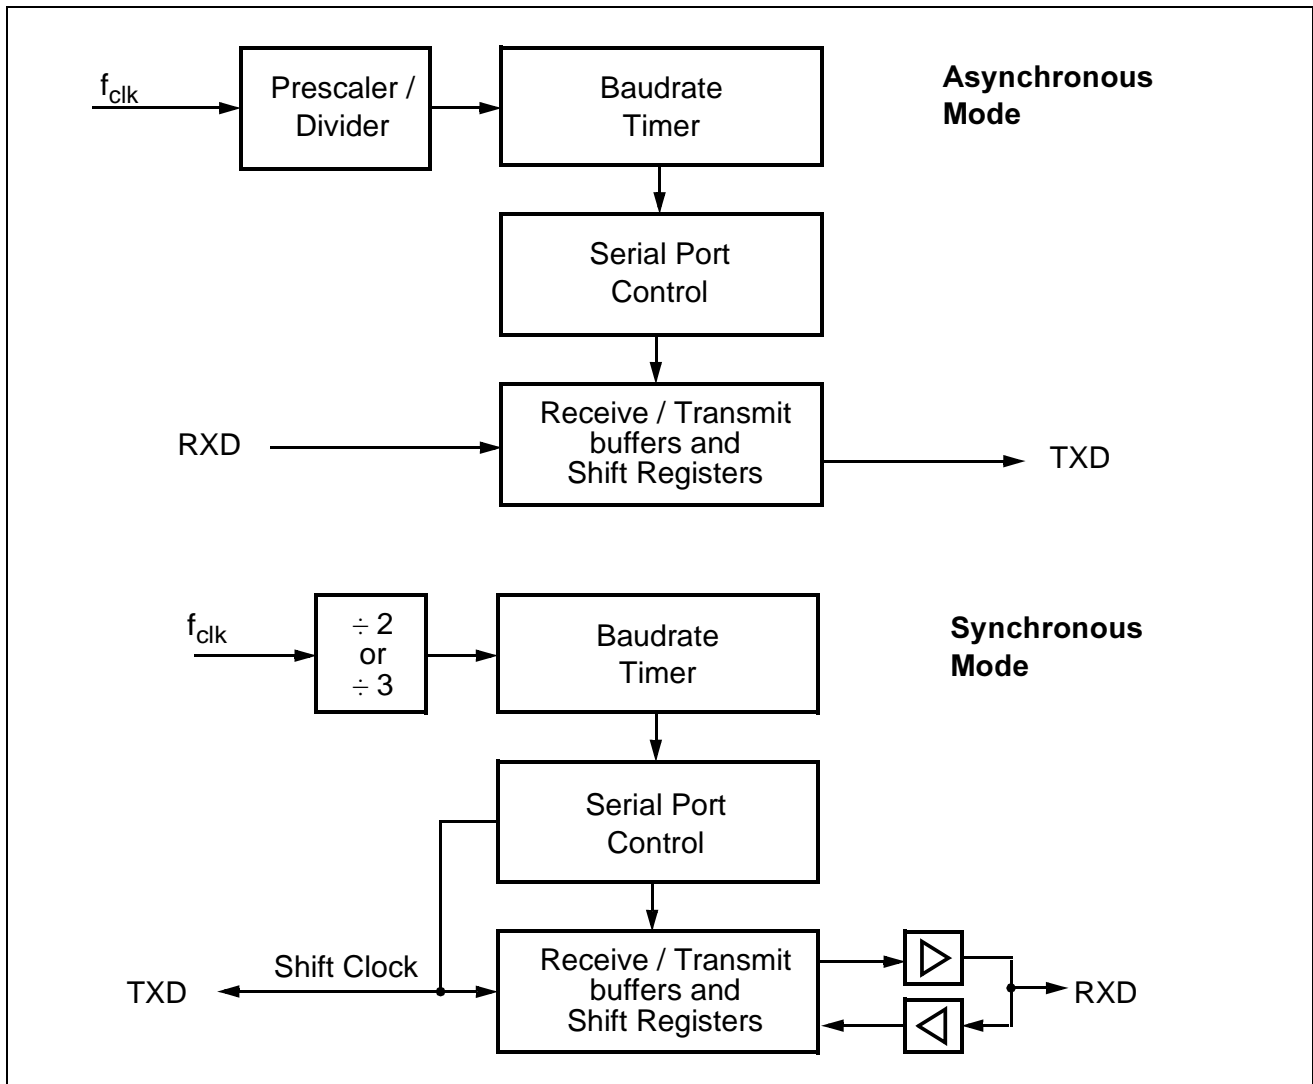 f_clk
Prescaler /
Divider
Baudrate
Timer
Asynchronous
Mode
Serial Port
Control
RXD
Receive / Transmit
buffers and
Shift Registers
TXD
f_clk
÷ 2
or
÷ 3
Baudrate
Timer
Synchronous
Mode
Serial Port
Control
TXD
Shift Clock
Receive / Transmit
buffers and
Shift Registers
RXD